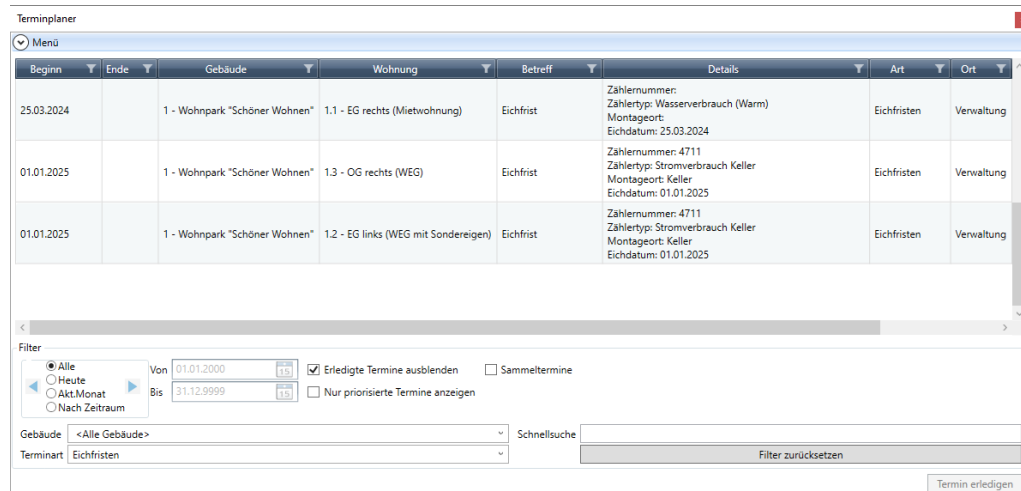 Terminplaner
Menü
Beginn Ende Gebäude Wohnung Betreff Details Art Ort
Zählernummer:
Zählertyp: Wasserverbrauch (Warm)
25.03.2024 1 - Wohnpark "Schöner Wohnen" 1.1 - EG rechts (Mietwohnung) Eichfrist Eichfristen Verwaltung
Montageort:
Eichdatum: 25.03.2024
Zählernummer: 4711
Zählertyp: Stromverbrauch Keller
01.01.2025 1 - Wohnpark "Schöner Wohnen" 1.3 - OG rechts (WEG) Eichfrist Eichfristen Verwaltung
Montageort: Keller
Eichdatum: 01.01.2025
Zählernummer: 4711
Zählertyp: Stromverbrauch Keller
01.01.2025 1 - Wohnpark "Schöner Wohnen" 1.2 - EG links (WEG mit Sondereigen) Eichfrist Eichfristen Verwaltung
Montageort: Keller
Eichdatum: 01.01.2025
Filter
Alle Von 01.01.2000 15 Erledigte Termine ausblenden Sammeltermine
Heute
Akt.Monat Bis 31.12.9999 15 Nur priorisierte Termine anzeigen
Nach Zeitraum
Gebäude <Alle Gebäude> Schnellsuche
Terminart Eichfristen Filter zurücksetzen
Termin erledigen